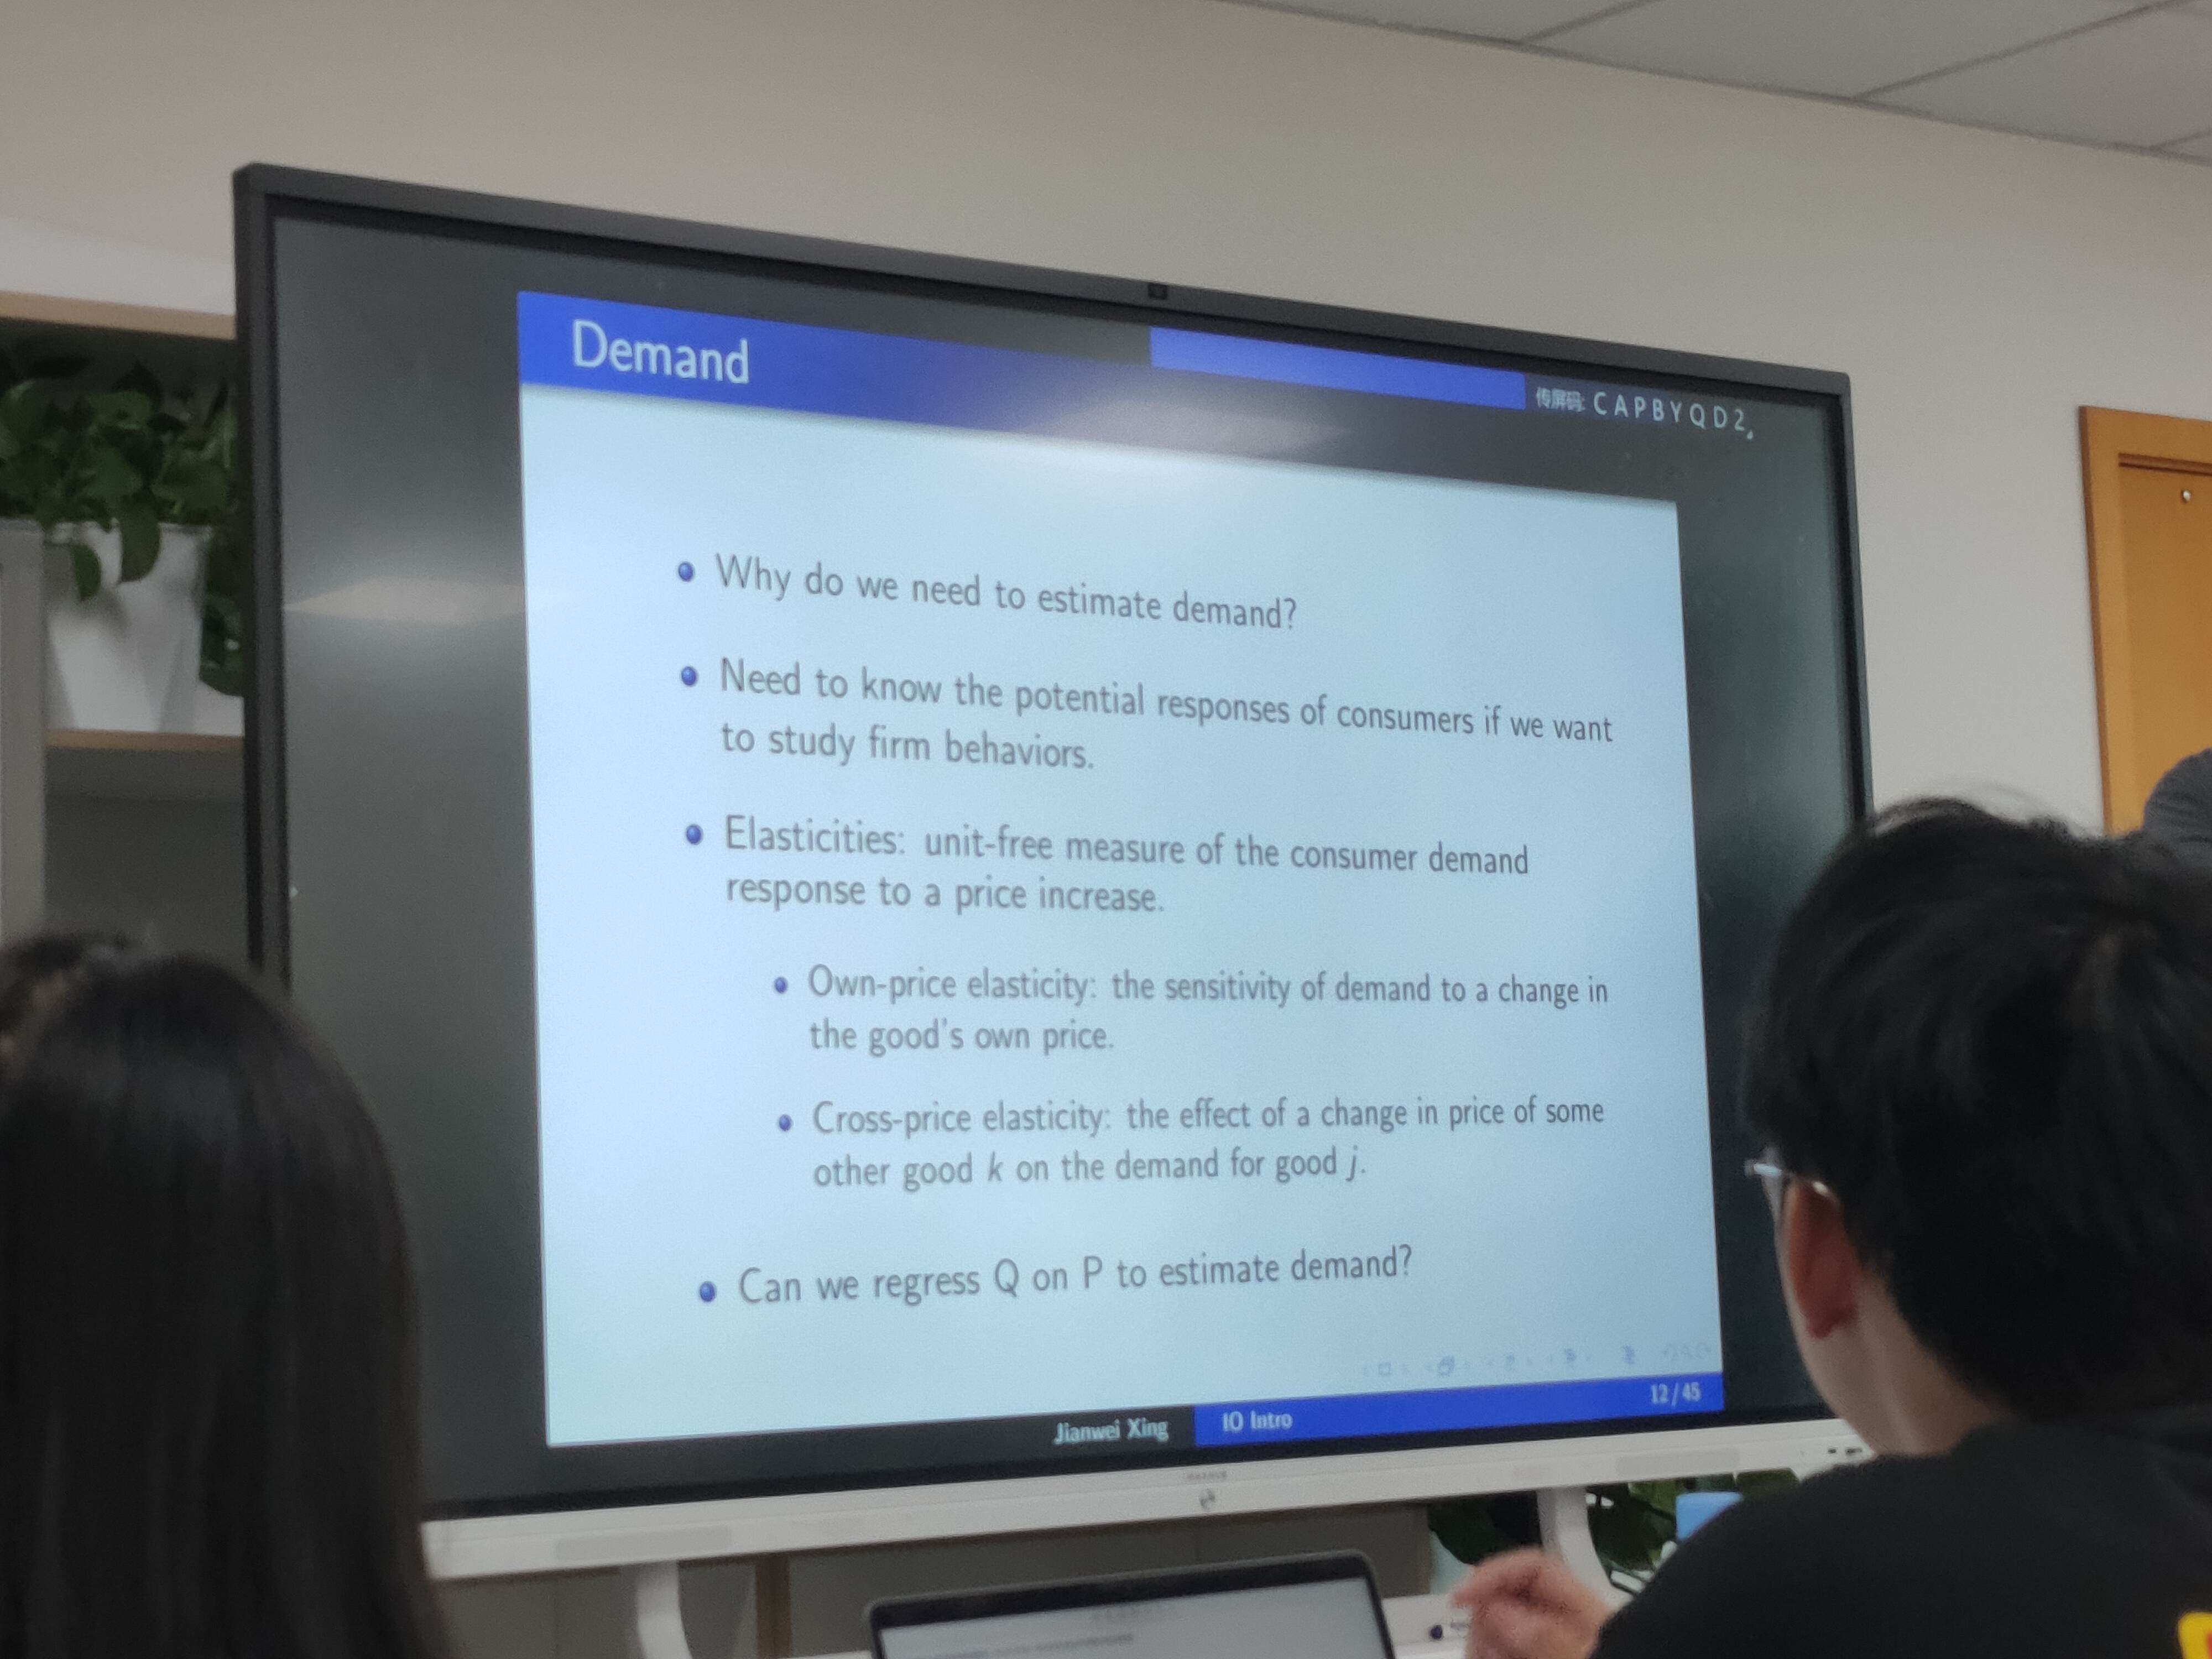 Demand
传屏码: CAPBYQD2
Why do we need to estimate demand?
Need to know the potential responses of consumers if we want
to study firm behaviors.
Elasticities: unit-free measure of the consumer demand
response to a price increase.
Own-price elasticity: the sensitivity of demand to a change in
the good's own price.
Cross-price elasticity: the effect of a change in price of some
other good k on the demand for good j.
Can we regress Q on P to estimate demand?
Jianwei Xing
IO Intro
12/45